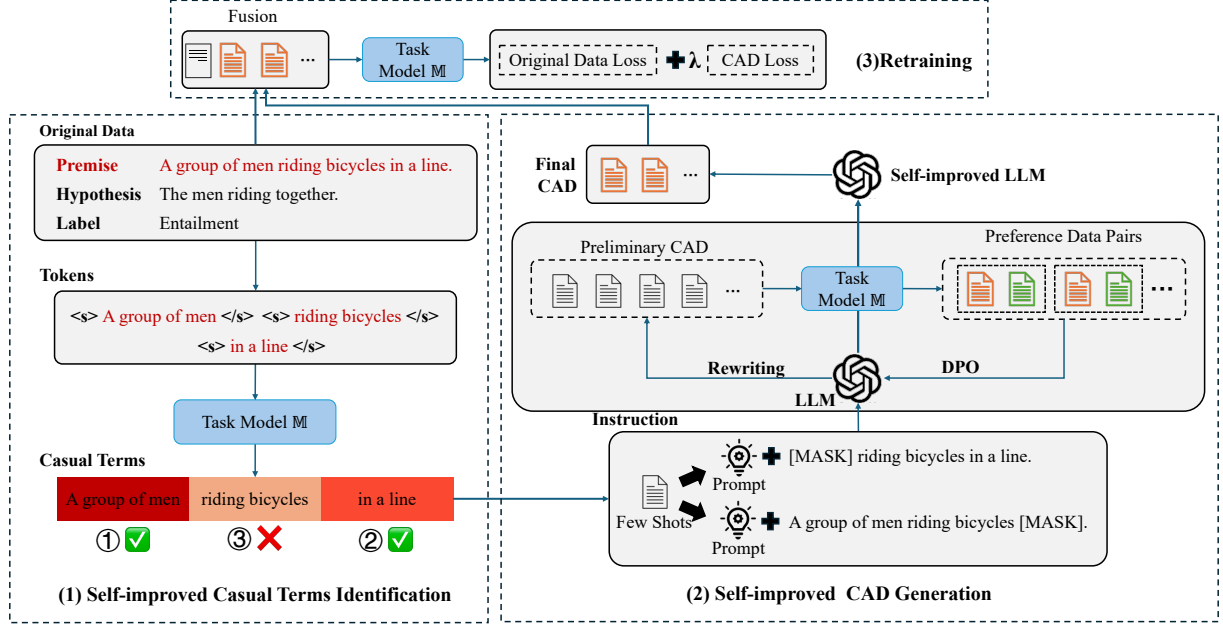 Fusion
...
Task
Model 𝕄
Original Data Loss
λ
CAD Loss
(3)Retraining
Original Data
Premise A group of men riding bicycles in a line.
Hypothesis The men riding together.
Label Entailment
Tokens
<s> A group of men </s> <s> riding bicycles </s>
<s> in a line </s>
Task Model 𝕄
Casual Terms
A group of men
riding bicycles
in a line
①
③
②
(1) Self-improved Casual Terms Identification
Final
CAD
...
Self-improved LLM
Preliminary CAD
...
Task
Model 𝕄
Preference Data Pairs
...
Rewriting
DPO
LLM
Instruction
Few Shots
Prompt
[MASK] riding bicycles in a line.
Prompt
A group of men riding bicycles [MASK].
(2) Self-improved CAD Generation